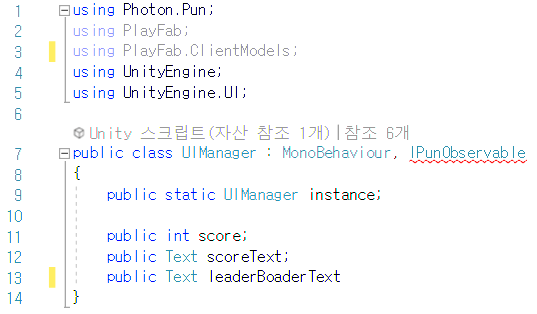 1 using Photon.Pun;
2 using PlayFab;
3 using PlayFab.ClientModels;
4 using UnityEngine;
5 using UnityEngine.UI;
6
Unity 스크립트(자산 참조 1개)|참조 6개
7 public class UIManager : MonoBehaviour, IPunObservable
8 {
9 public static UIManager instance;
10
11 public int score;
12 public Text scoreText;
13 public Text leaderBoaderText
14 }